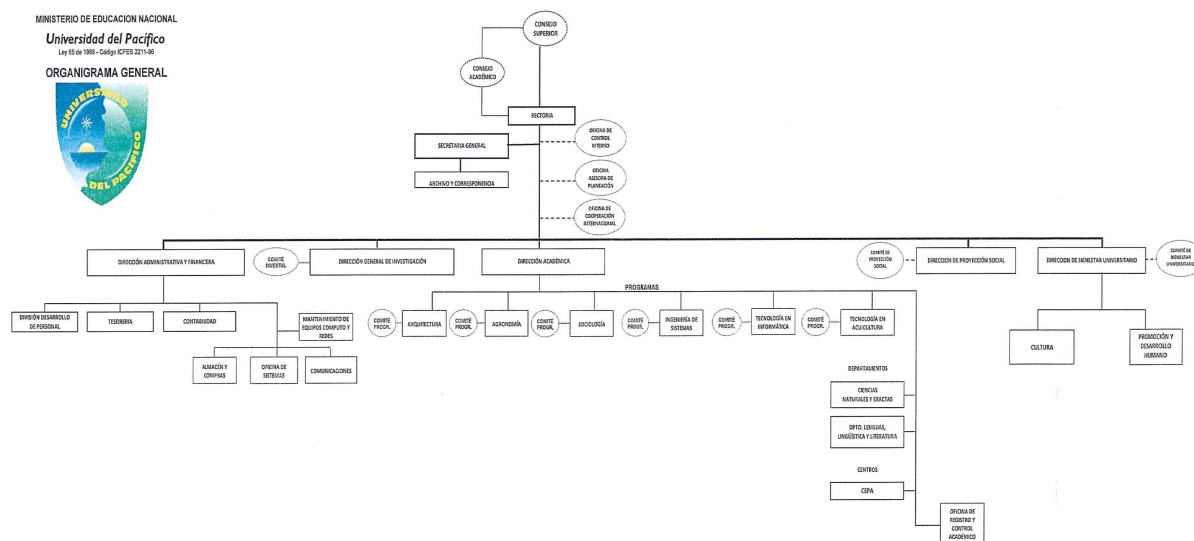 MINISTERIO DE EDUCACION NACIONAL
Universidad del Pacífico
Ley 65 de 1988 - Código ICFES 2211-96
ORGANIGRAMA GENERAL
UNIVERSIDAD
DEL PACIFICO
CONSEJO
SUPERIOR
CONSEJO
ACADÉMICO
RECTORIA
SECRETARIA GENERAL
OFICINA DE
CONTROL
INTERNO
ARCHIVO Y CORRESPONENCIA
OFICINA
ASESORA DE
PLANEACIÓN
OFICINA DE
COOPERACIÓN
INTERNACIONAL
DIRECCIÓN ADMINISTRATIVA Y FINANCERA
COMITÉ
INVESTIG.
DIRECCIÓN GENERAL DE INVESTIGACIÓN
DIRECCIÓN ACADÉMICA
COMITÉ
DE PROYECCIÓN
SOCIAL
DIRECCION DE PROYECCIÓN SOCIAL
DIRECCION DE BIENESTAR UNIVERSITARIO
COMITÉ DE
BIENESTAR
UNIVERSITARIO
DIVISIÓN DESARROLLO
DE PERSONAL
TESORERIA
CONTABILIDAD
MANTENIMIENTO DE
EQUIPOS COMPUTO Y
REDES
ALMACÉN Y
COMPRAS
OFICINA DE
SISTEMAS
COMUNICACIONES
PROGRAMAS
COMITÉ
PROGR.
ARQUITECTURA
COMITÉ
PROGR.
AGRONOMÍA
COMITÉ
PROGR.
SOCIOLOGÍA
COMITÉ
PROGR.
INGENIERÍA DE
SISTEMAS
COMITÉ
PROGR.
TECNOLOGÍA EN
INFORMÁTICA
COMITÉ
PROGR.
TECNOLOGÍA EN
ACUICULTURA
CULTURA
PROMOCIÓN Y
DESARROLLO
HUMANO
DEPARTAMENTOS
CIENCIAS
NATURALES Y EXACTAS
DPTO. LENGUAS,
LINGÜÍSTICA Y LITERATURA
CENTROS
CEPA
OFICINA DE
REGISTRO Y
CONTROL
ACADÉMICO